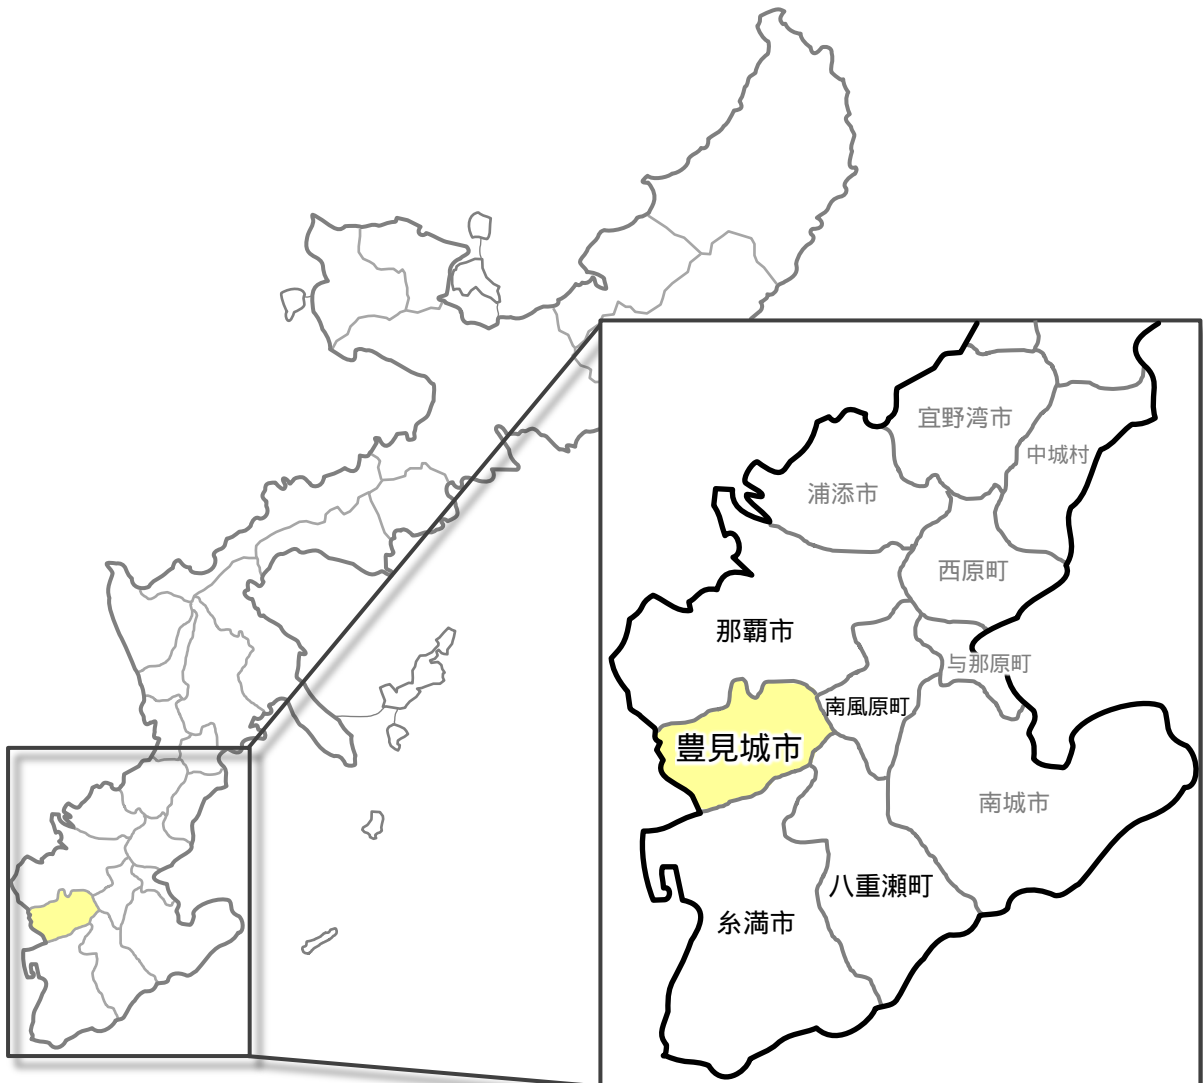 宜野湾市
中城村
浦添市
西原町
那覇市
与那原町
南風原町
豊見城市
南城市
八重瀬町
糸満市